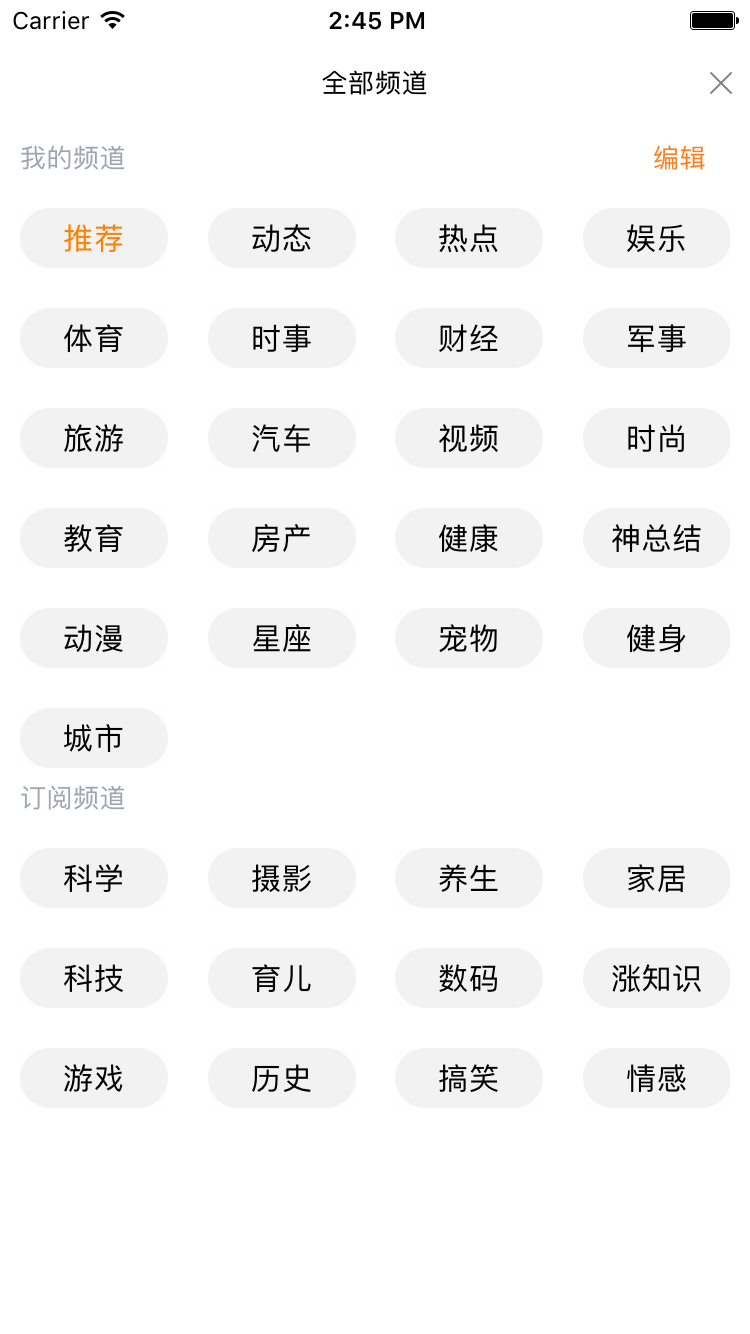 Carrier 2:45 PM
全部频道
我的频道 编辑
推荐 动态 热点 娱乐
体育 时事 财经 军事
旅游 汽车 视频 时尚
教育 房产 健康 神总结
动漫 星座 宠物 健身
城市
订阅频道
科学 摄影 养生 家居
科技 育儿 数码 涨知识
游戏 历史 搞笑 情感